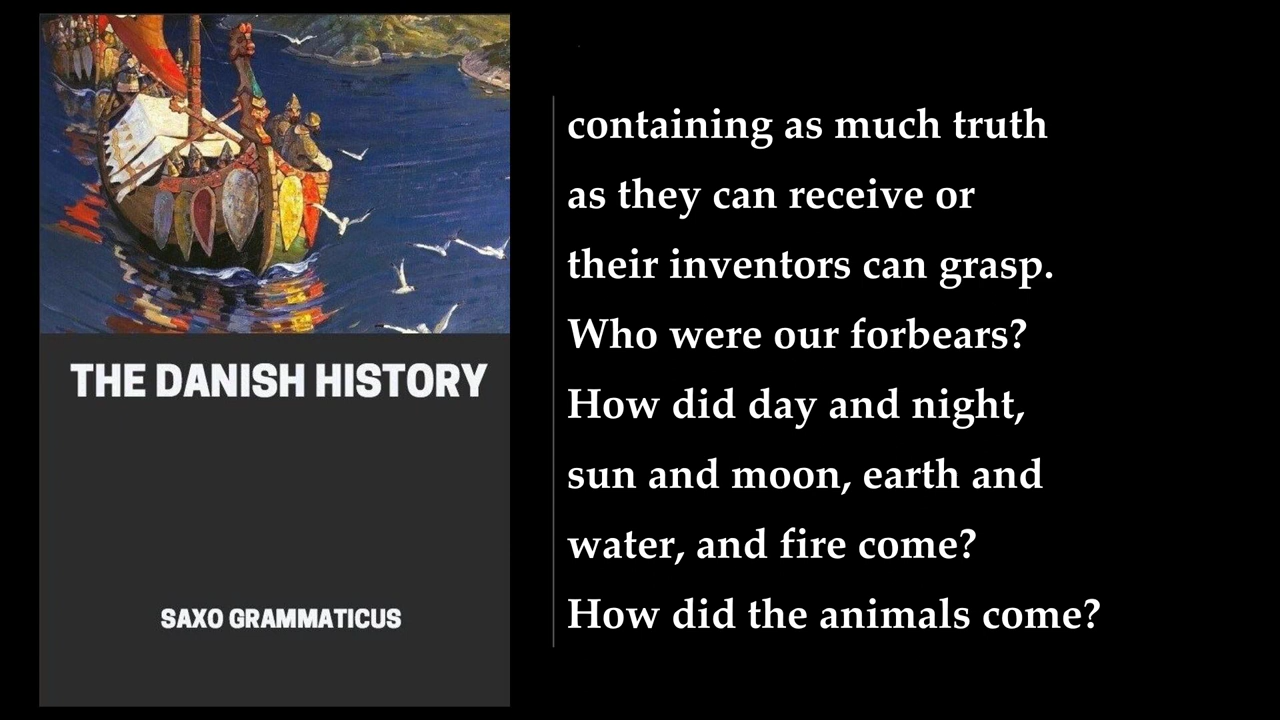 THE DANISH HISTORY
SAXO GRAMMATICUS
containing as much truth
as they can receive or
their inventors can grasp.
Who were our forbears?
How did day and night,
sun and moon, earth and
water, and fire come?
How did the animals come?